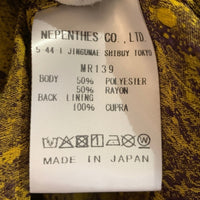 NEPENTHES CO., LTD.
5-44-1 JINGUMAE SHIBUY TOKYO
MR139
BODY 50% POLYESTER
50% RAYON
BACK LINING
100% CUPRA
MADE IN JAPAN